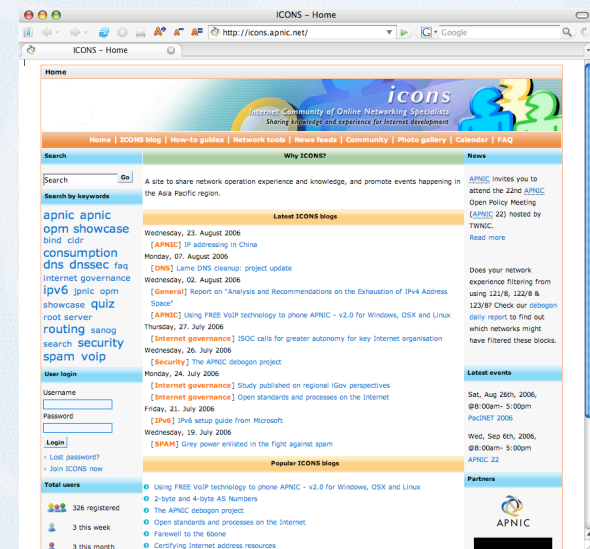 ICONS – Home
http://icons.apnic.net/
G Google
ICONS – Home
Home
icons
Internet Community of Online Networking Specialists
Sharing knowledge and experience for Internet development
Home | ICONS blog | How-to guides | Network tools | News feeds | Community | Photo gallery | Calendar | FAQ
Search
Search
Go
Search by keywords
apnic apnic
opm showcase
bind cidr
consumption
dns dnssec faq
internet governance
ipv6 jpnic opm
showcase quiz
root server
routing sanog
search security
spam voip
User login
Username
Password
Login
Lost password?
Join ICONS now
Total users
326 registered
3 this week
3 this month
Why ICONS?
A site to share network operation experience and knowledge, and promote events happening in
the Asia Pacific region.
Latest ICONS blogs
Wednesday, 23. August 2006
[APNIC] IP addressing in China
Monday, 07. August 2006
[DNS] Lame DNS cleanup: project update
Wednesday, 02. August 2006
[General] Report on "Analysis and Recommendations on the Exhaustion of IPv4 Address
Space"
[APNIC] Using FREE VoIP technology to phone APNIC - v2.0 for Windows, OSX and Linux
Thursday, 27. July 2006
[Internet governance] ISOC calls for greater autonomy for key Internet organisation
Wednesday, 26. July 2006
[Security] The APNIC debogon project
Monday, 24. July 2006
[Internet governance] Study published on regional iGov perspectives
[Internet governance] Open standards and processes on the Internet
Friday, 21. July 2006
[IPv6] IPv6 setup guide from Microsoft
Wednesday, 19. July 2006
[SPAM] Grey power enlisted in the fight against spam
Popular ICONS blogs
Using FREE VoIP technology to phone APNIC - v2.0 for Windows, OSX and Linux
2-byte and 4-byte AS Numbers
The APNIC debogon project
Open standards and processes on the Internet
Farewell to the 6bone
Certifying Internet address resources
News
APNIC invites you to
attend the 22nd APNIC
Open Policy Meeting
(APNIC 22) hosted by
TWNIC.
Read more
Does your network
experience filtering from
using 121/8, 122/8 &
123/8? Check our debogon
daily report to find out
which networks might
have filtered these blocks.
Latest events
Sat, Aug 26th, 2006,
@8:00am- 5:00pm
PacINET 2006
Wed, Sep 6th, 2006,
@8:00am- 5:00pm
APNIC 22
Partners
APNIC